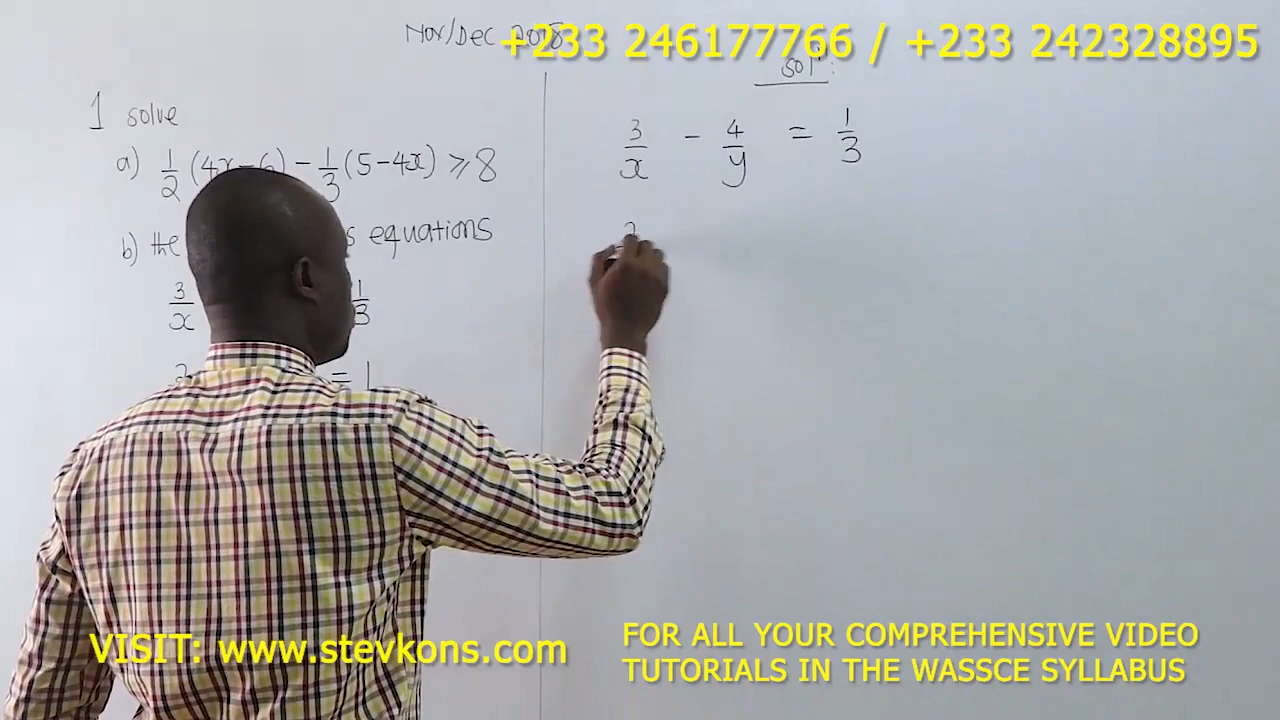 Nov/Dec
+233 246177766 / +233 242328895
1 solve
a) 1/2 (4x-6) - 1/3 (5-4x) ≥ 8
b) the equations
3/x 1/3
= 1
Sol":
3/x - 4/y = 1/3
VISIT: www.stevkons.com
FOR ALL YOUR COMPREHENSIVE VIDEO
TUTORIALS IN THE WASSCE SYLLABUS